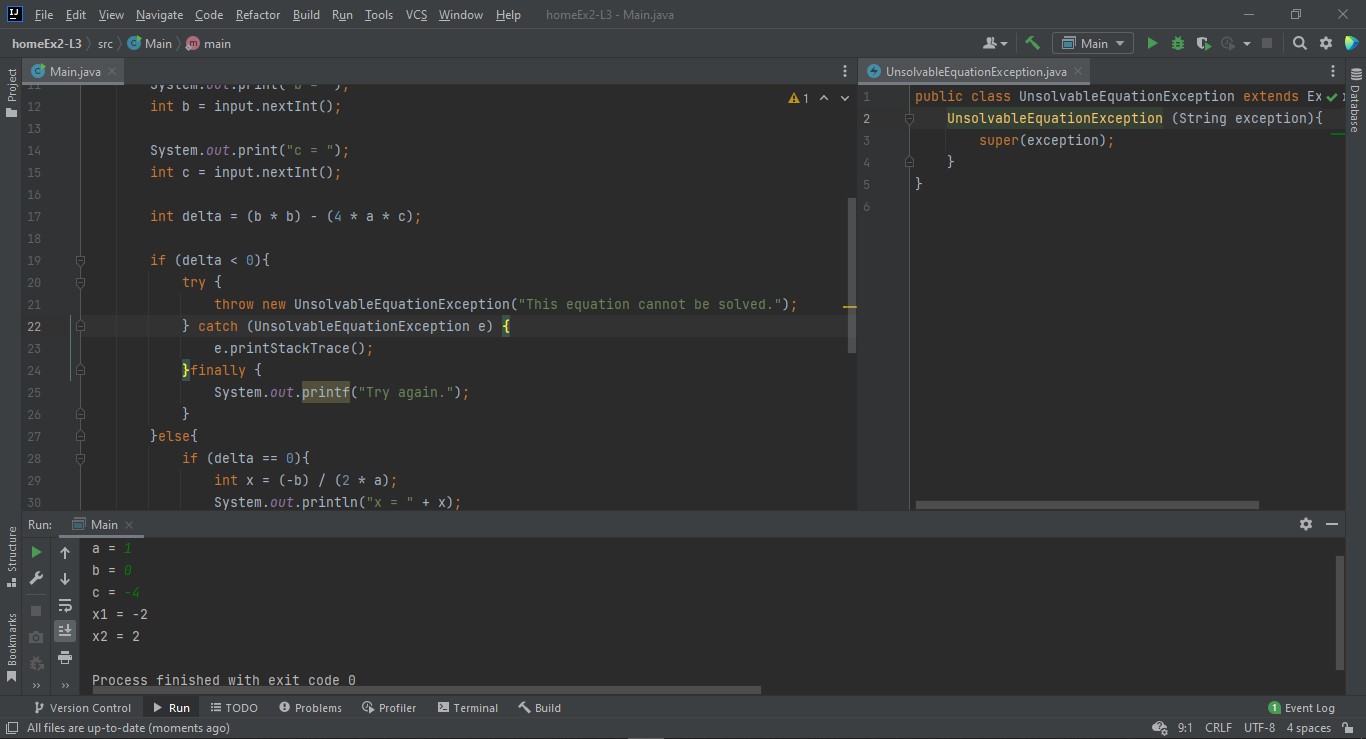 File Edit View Navigate Code Refactor Build Run Tools VCS Window Help homeEx2-L3 - Main.java
homeEx2-L3 src Main main
Main
Project
Main.java
11 System.out.print("b = ");
12 int b = input.nextInt();
13
14 System.out.print("c = ");
15 int c = input.nextInt();
16
17 int delta = (b * b) - (4 * a * c);
18
19 if (delta < 0){
20 try {
21 throw new UnsolvableEquationException("This equation cannot be solved.");
22 } catch (UnsolvableEquationException e) {
23 e.printStackTrace();
24 }finally {
25 System.out.printf("Try again.");
26 }
27 }else{
28 if (delta == 0){
29 int x = (-b) / (2 * a);
30 System.out.println("x = " + x);
1
UnsolvableEquationException.java
1 public class UnsolvableEquationException extends Ex
2 UnsolvableEquationException (String exception){
3 super(exception);
4 }
5 }
6
Database
Structure
Bookmarks
Run: Main
a = 1
b = 0
c = -4
x1 = -2
x2 = 2
Process finished with exit code 0
Version Control Run TODO Problems Profiler Terminal Build 1 Event Log
All files are up-to-date (moments ago) 9:1 CRLF UTF-8 4 spaces